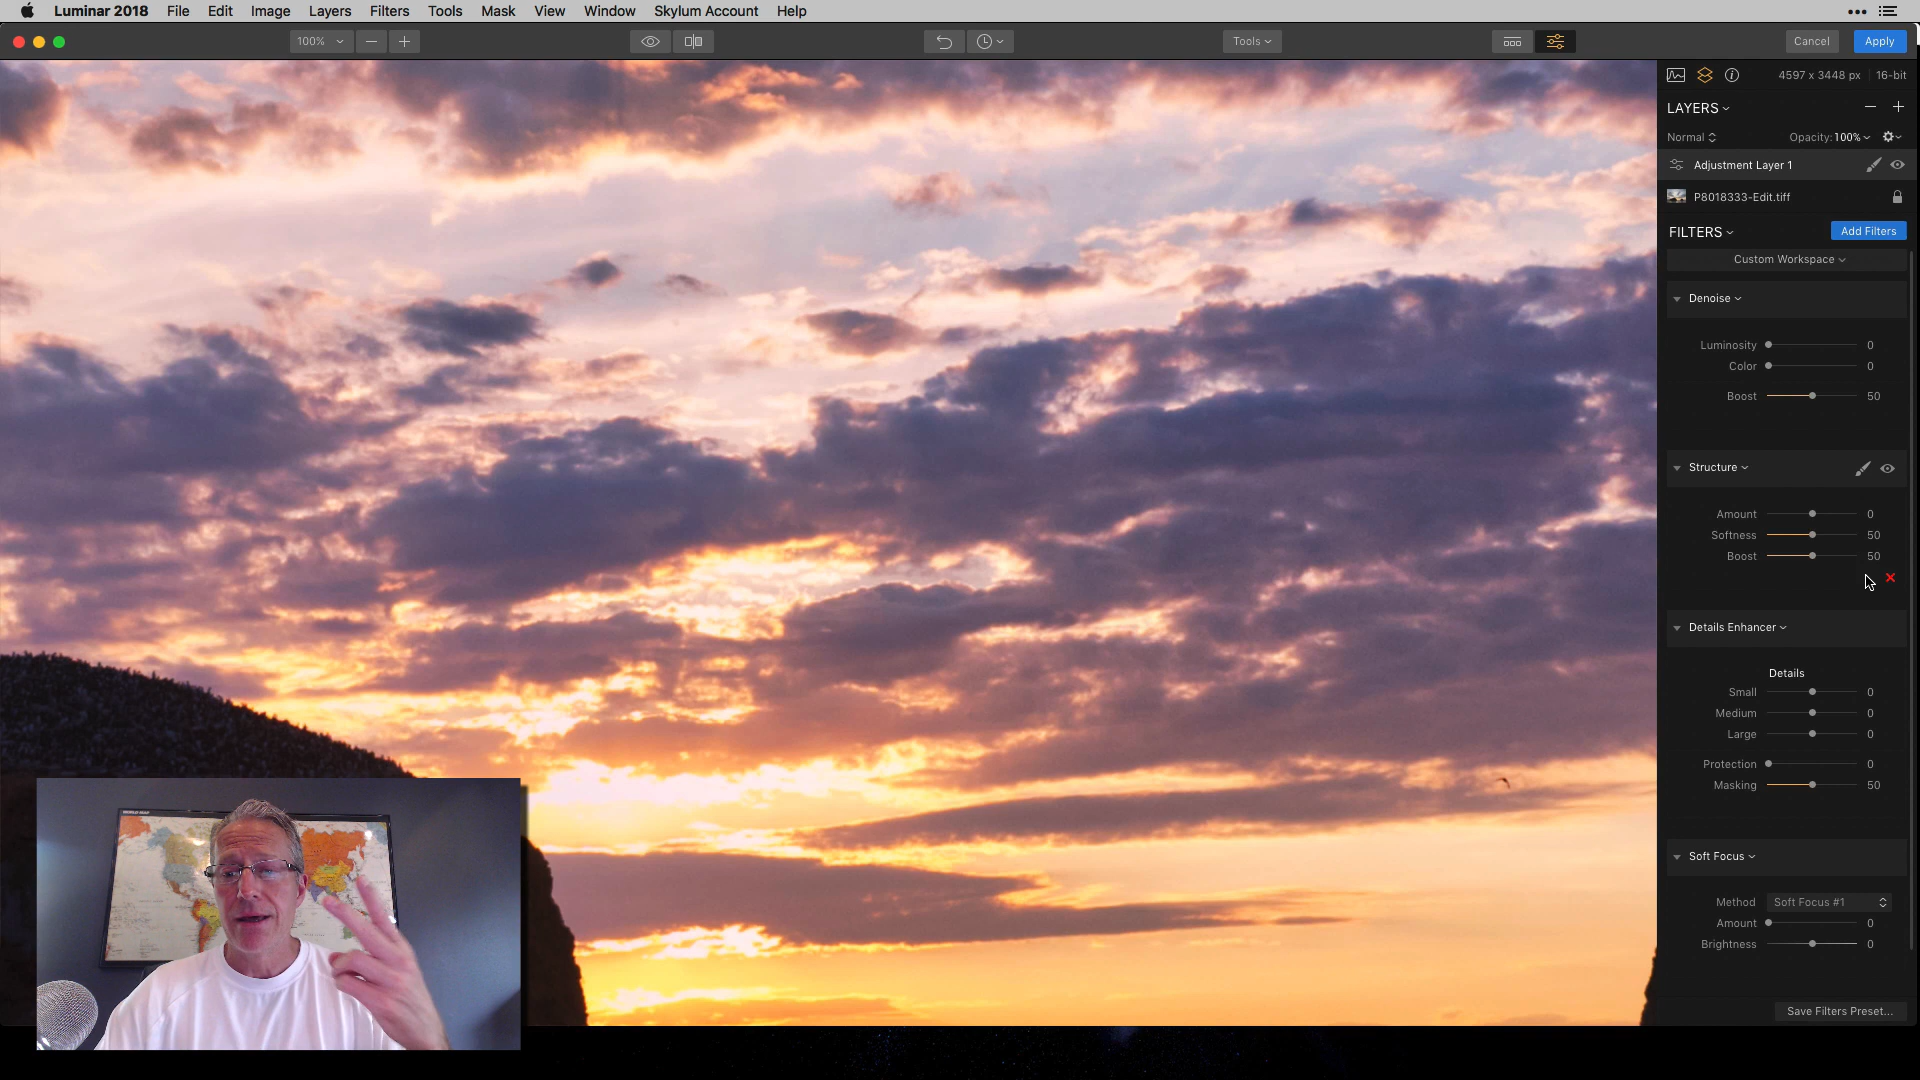 Luminar 2018 File Edit Image Layers Filters Tools Mask View Window Skylum Account Help
100% Tools Cancel Apply
4597 x 3448 px 16-bit
LAYERS
Normal Opacity: 100%
Adjustment Layer 1
P8018333-Edit.tiff
FILTERS Add Filters
Custom Workspace
Denoise
Luminosity 0
Color 0
Boost 50
Structure
Amount 0
Softness 50
Boost 50
Details Enhancer
Details
Small 0
Medium 0
Large 0
Protection 0
Masking 50
Soft Focus
Method Soft Focus #1
Amount 0
Brightness 0
Save Filters Preset...
WORLD MAP